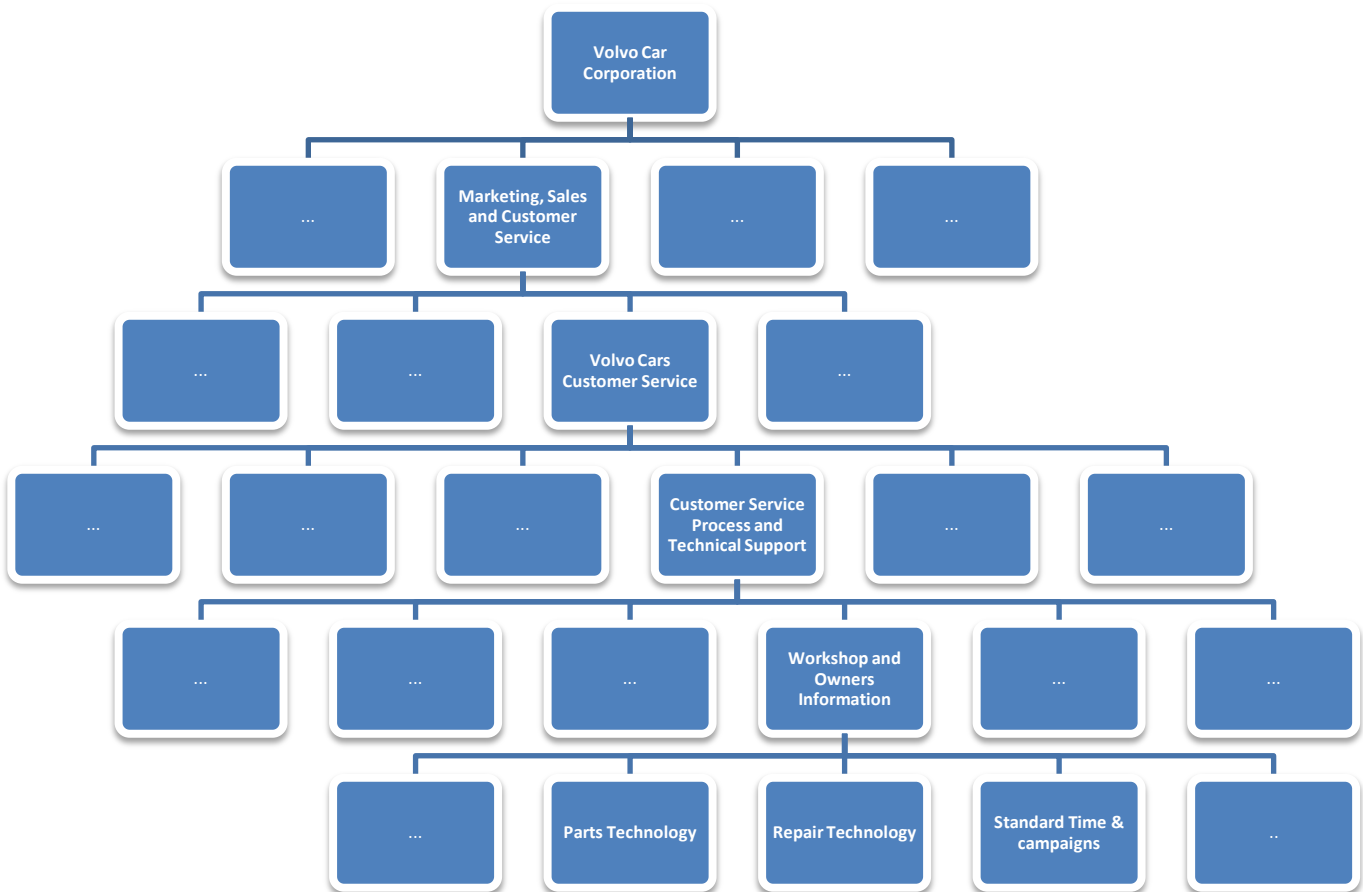 Volvo Car
Corporation
...
Marketing, Sales
and Customer
Service
...
...
...
...
Volvo Cars
Customer Service
...
...
...
...
Customer Service
Process and
Technical Support
...
...
...
...
...
Workshop and
Owners
Information
...
...
...
Parts Technology
Repair Technology
Standard Time &
campaigns
..